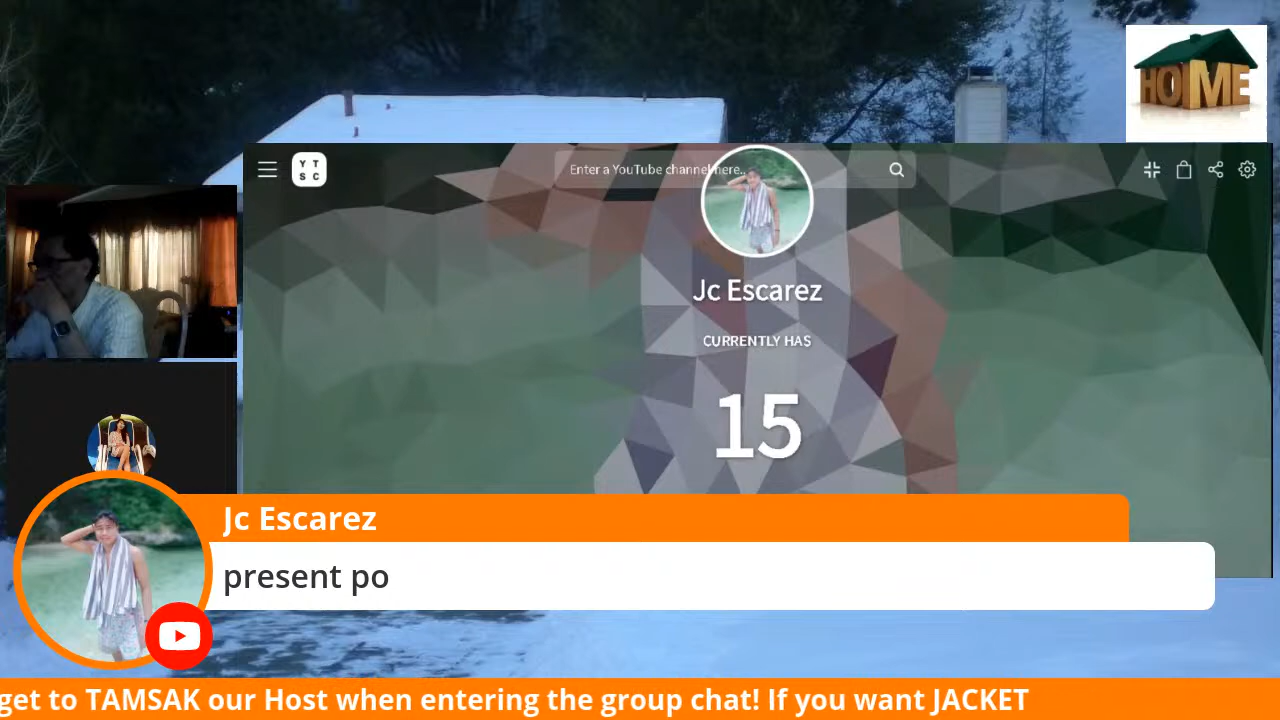 HOME
Y T
S C
Enter a YouTube channel here..
Jc Escarez
CURRENTLY HAS
15
Jc Escarez
present po
get to TAMSAK our Host when entering the group chat! If you want JACKET